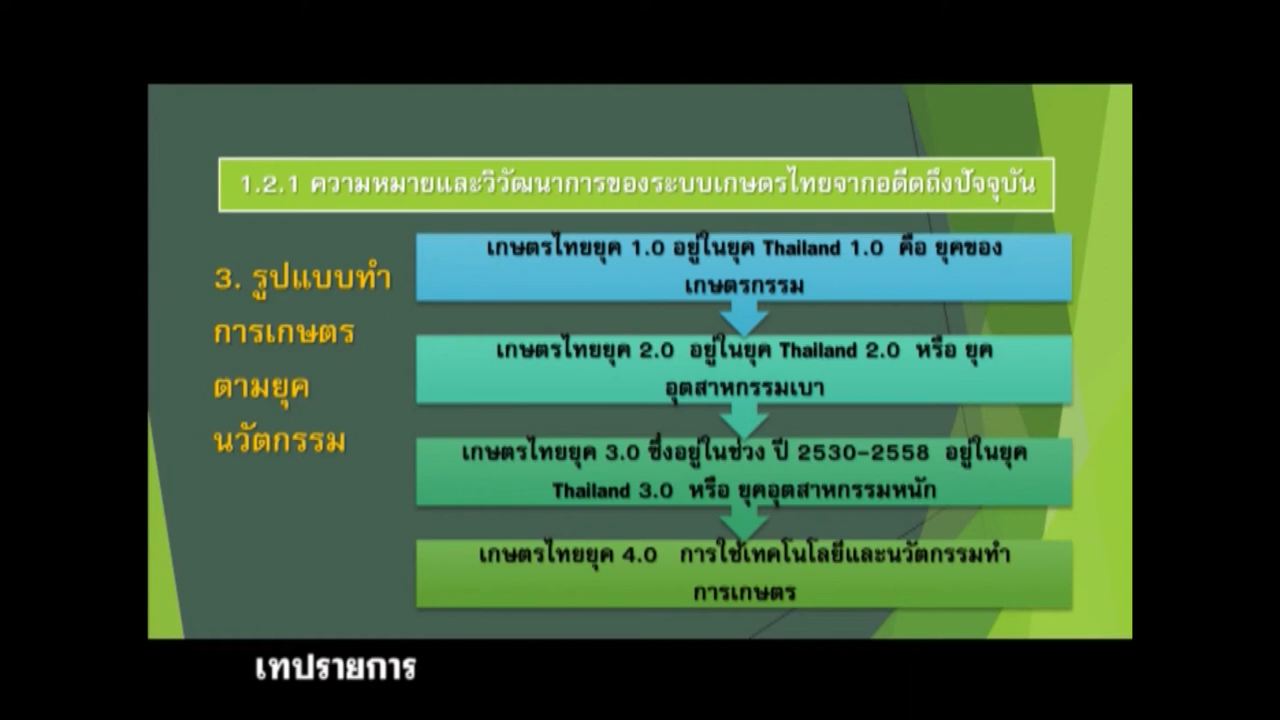 1.2.1 ความหมายและวิวัฒนาการของระบบเกษตรไทยจากอดีตถึงปัจจุบัน
3. รูปแบบทำ
การเกษตร
ตามยุค
นวัตกรรม
เกษตรไทยยุค 1.0 อยู่ในยุค Thailand 1.0 คือ ยุคของ
เกษตรกรรม
เกษตรไทยยุค 2.0 อยู่ในยุค Thailand 2.0 หรือ ยุค
อุตสาหกรรมเบา
เกษตรไทยยุค 3.0 ซึ่งอยู่ในช่วง ปี 2530-2558 อยู่ในยุค
Thailand 3.0 หรือ ยุคอุตสาหกรรมหนัก
เกษตรไทยยุค 4.0 การใช้เทคโนโลยีและนวัตกรรมทำ
การเกษตร
เทปรายการ